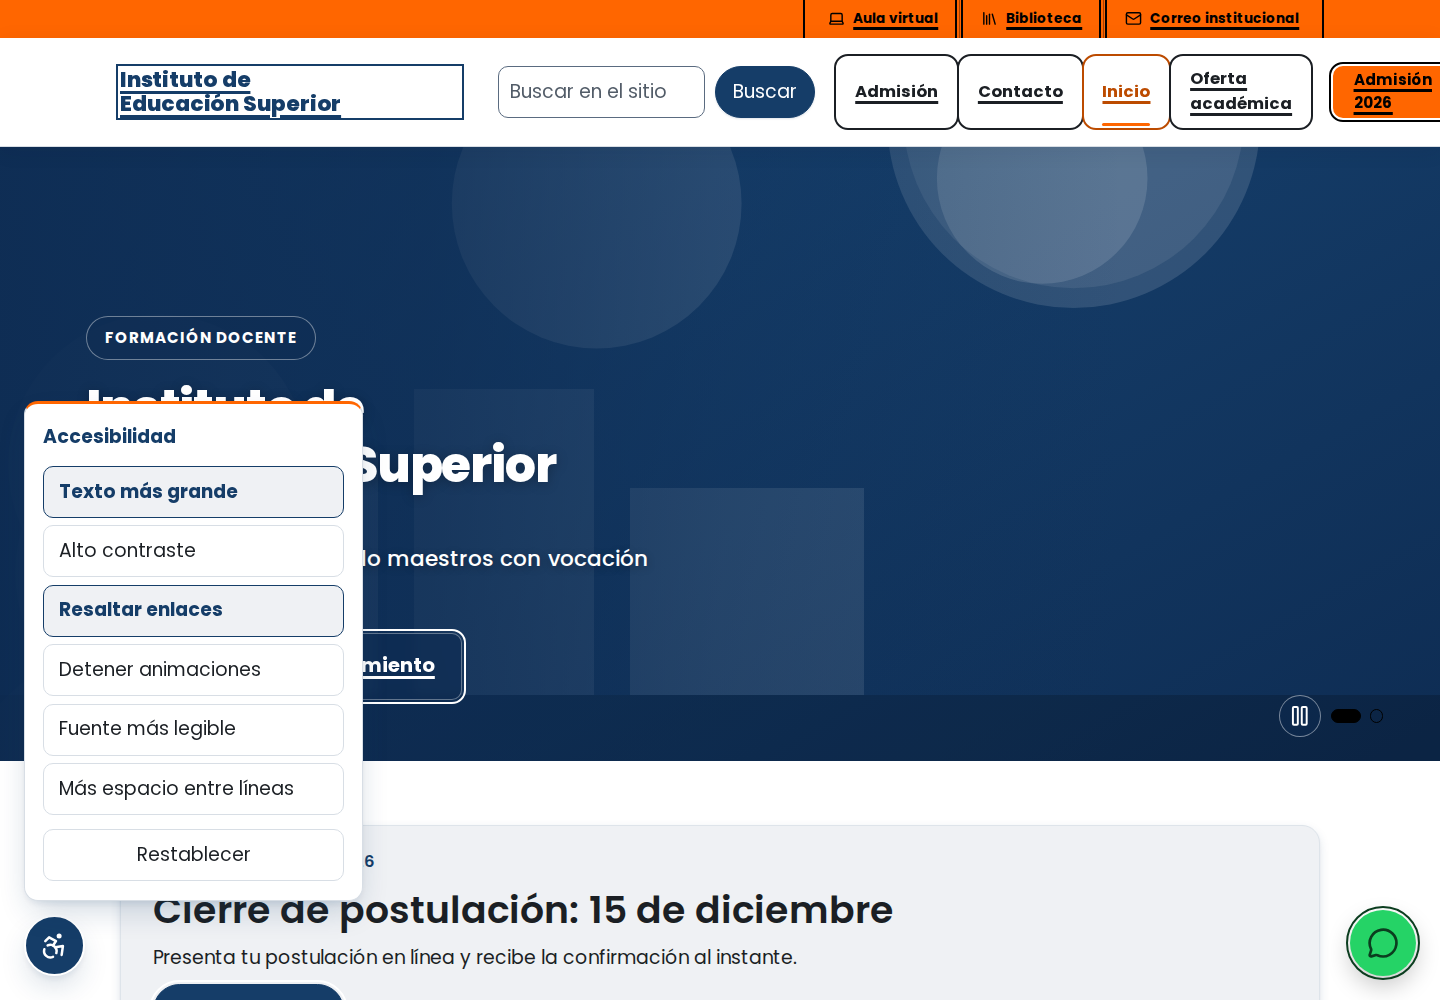 Aula virtual
Biblioteca
Correo institucional
Instituto de
Educación Superior
Buscar en el sitio
Buscar
Admisión
Contacto
Inicio
Oferta
académica
Admisión
2026
FORMACIÓN DOCENTE
Instituto de
Superior
maestros con vocación
Accesibilidad
Texto más grande
Alto contraste
Resaltar enlaces
Detener animaciones
Fuente más legible
Más espacio entre líneas
Restablecer
6
Cierre de postulación: 15 de diciembre
Presenta tu postulación en línea y recibe la confirmación al instante.